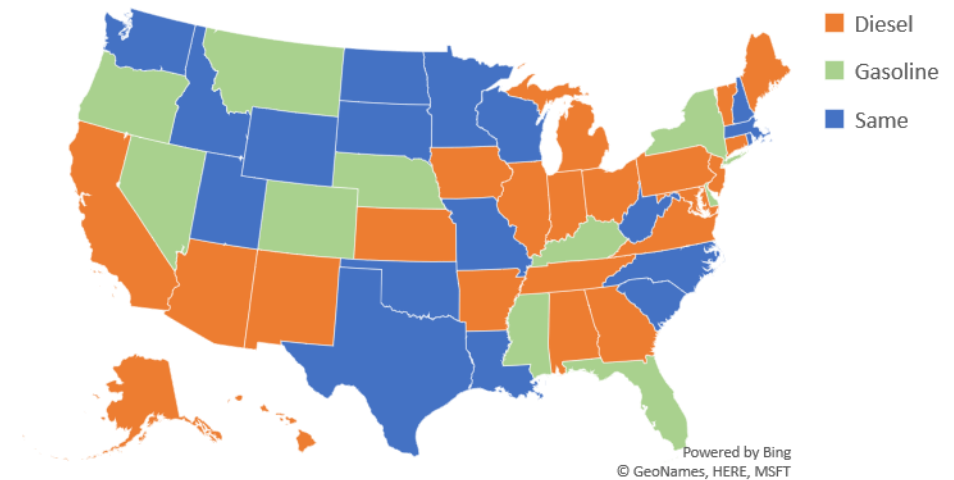 Diesel
Gasoline
Same
Powered by Bing
© GeoNames, HERE, MSFT